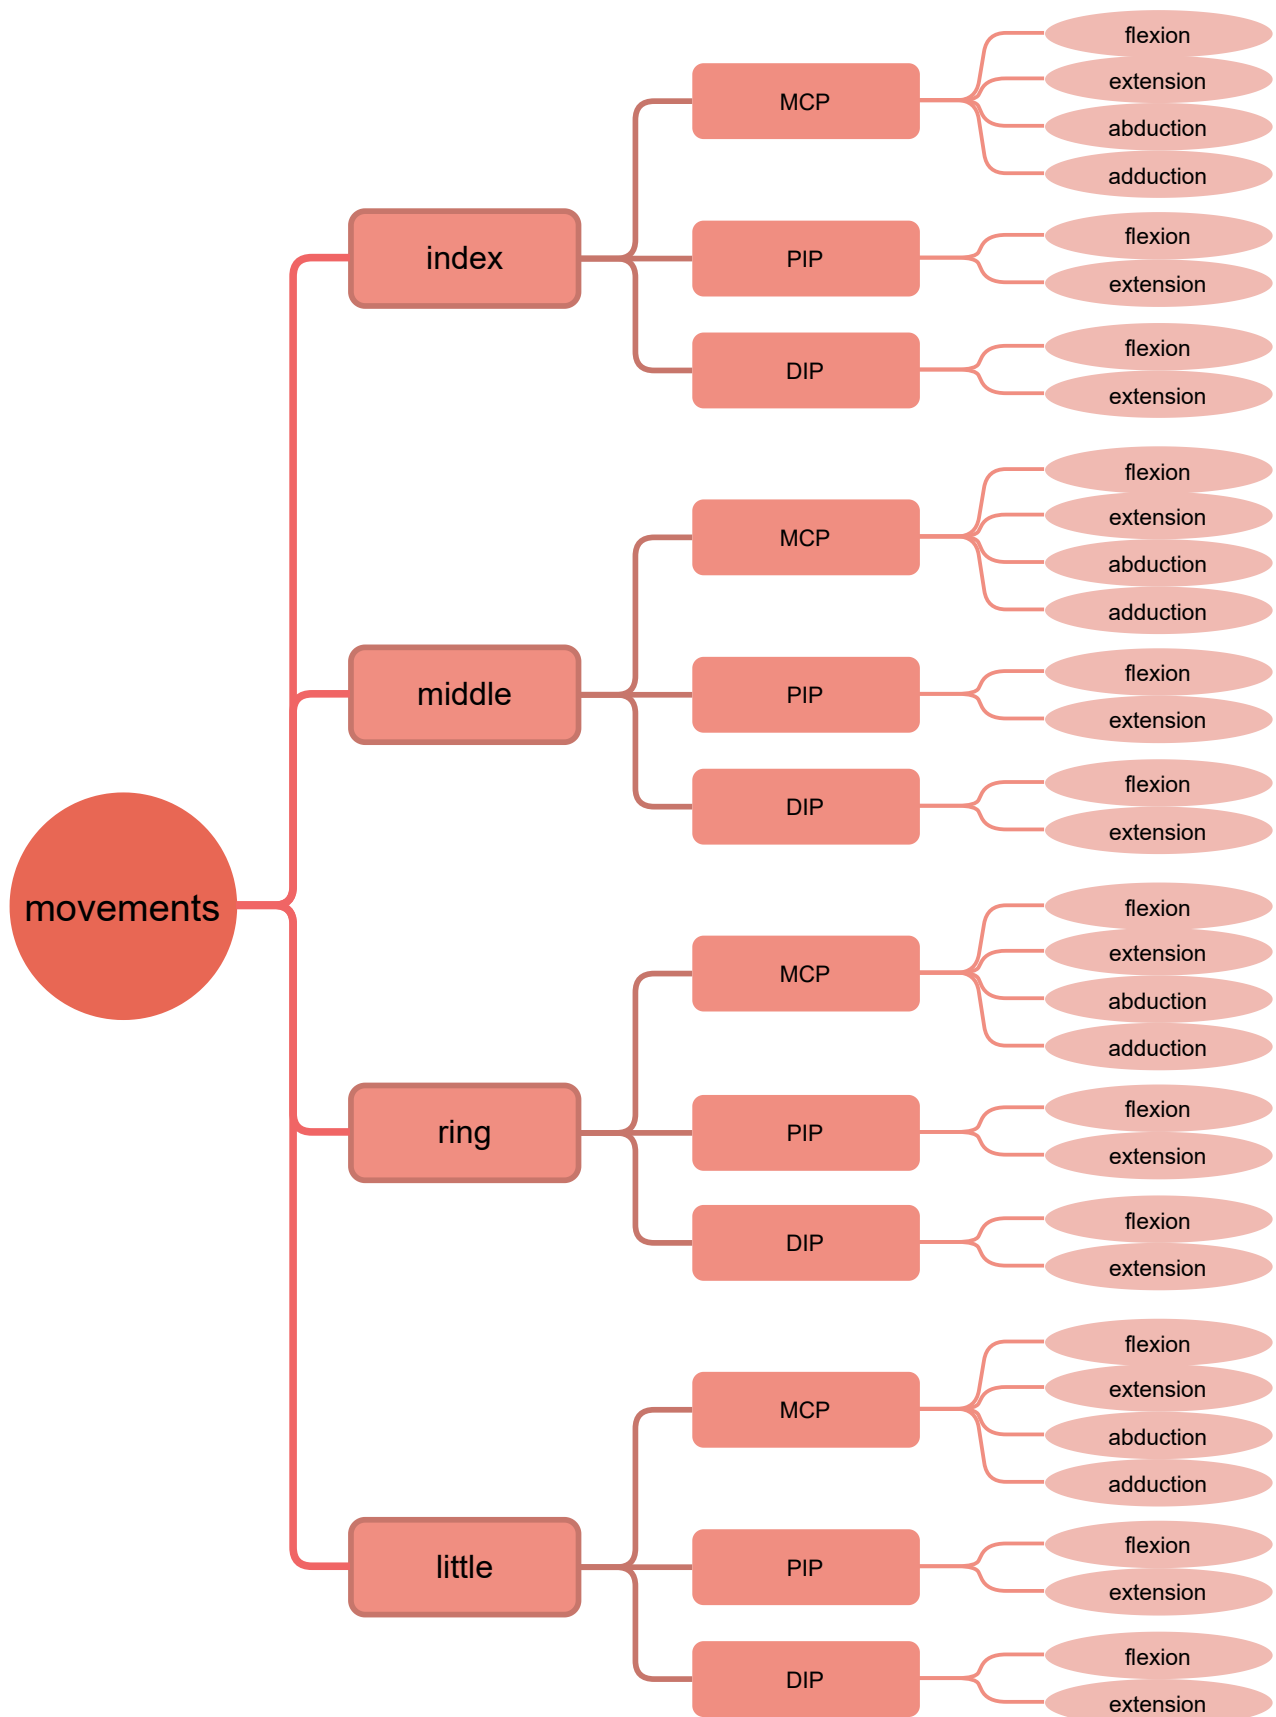 movements
index
MCP
flexion
extension
abduction
adduction
PIP
flexion
extension
DIP
flexion
extension
middle
MCP
flexion
extension
abduction
adduction
PIP
flexion
extension
DIP
flexion
extension
ring
MCP
flexion
extension
abduction
adduction
PIP
flexion
extension
DIP
flexion
extension
little
MCP
flexion
extension
abduction
adduction
PIP
flexion
extension
DIP
flexion
extension